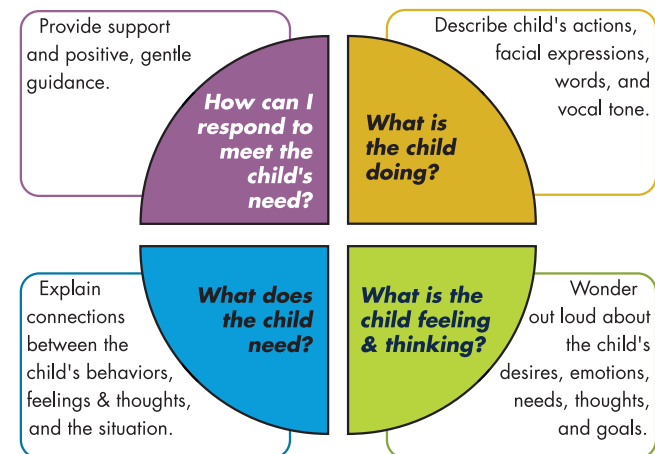 Provide support
and positive, gentle
guidance.
How can I
respond to
meet the
child's
need?
What is
the child
doing?
Describe child's actions,
facial expressions,
words, and
vocal tone.
Explain
connections
between the
child's behaviors,
feelings & thoughts,
and the situation.
What does
the child
need?
What is the
child feeling
& thinking?
Wonder
out loud about
the child's
desires, emotions,
needs, thoughts,
and goals.